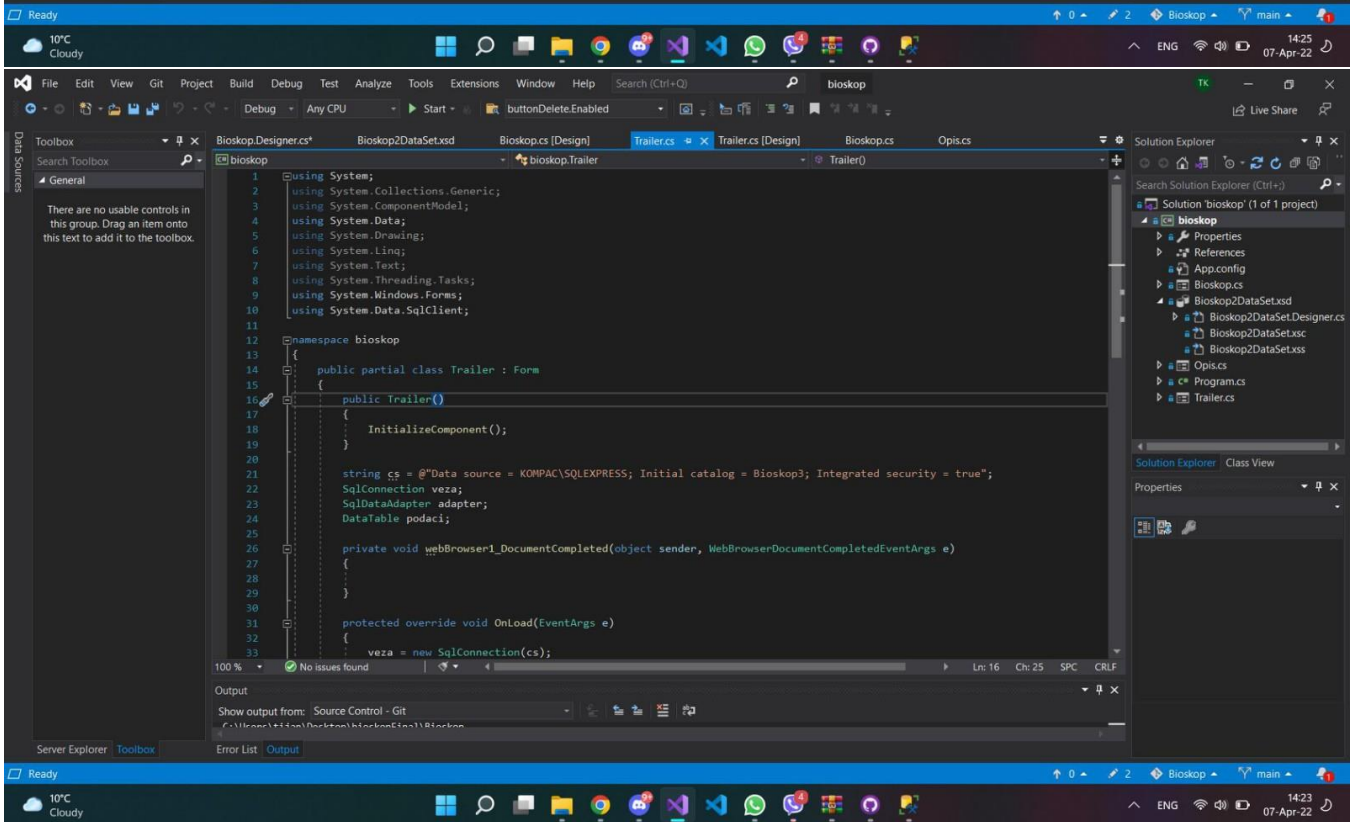 Ready 0 2 Bioskop main 1
10°C
Cloudy
ENG 14:25
07-Apr-22
File Edit View Git Project Build Debug Test Analyze Tools Extensions Window Help Search (Ctrl+Q) bioskop TK
Debug Any CPU Start buttonDelete.Enabled Live Share
Data Sources
Toolbox
Search Toolbox
General
There are no usable controls in
this group. Drag an item onto
this text to add it to the toolbox.
Bioskop.Designer.cs* Bioskop2DataSet.xsd Bioskop.cs [Design] Trailer.cs Trailer.cs [Design] Bioskop.cs Opis.cs
bioskop bioskop.Trailer Trailer()
1 using System;
2 using System.Collections.Generic;
3 using System.ComponentModel;
4 using System.Data;
5 using System.Drawing;
6 using System.Linq;
7 using System.Text;
8 using System.Threading.Tasks;
9 using System.Windows.Forms;
10 using System.Data.SqlClient;
11
12 namespace bioskop
13 {
14 public partial class Trailer : Form
15 {
16 public Trailer()
17 {
18 InitializeComponent();
19 }
20
21 string cs = @"Data source = KOMPAC\SQLEXPRESS; Initial catalog = Bioskop3; Integrated security = true";
22 SqlConnection veza;
23 SqlDataAdapter adapter;
24 DataTable podaci;
25
26 private void webBrowser1_DocumentCompleted(object sender, WebBrowserDocumentCompletedEventArgs e)
27 {
28
29 }
30
31 protected override void OnLoad(EventArgs e)
32 {
33 veza = new SqlConnection(cs);
100 % No issues found Ln: 16 Ch: 25 SPC CRLF
Output
Show output from: Source Control - Git
C:\Users\tijan\Desktop\bioskopFinal\Bioskop
Server Explorer Toolbox Error List Output
Solution Explorer
Search Solution Explorer (Ctrl+;)
Solution 'bioskop' (1 of 1 project)
bioskop
Properties
References
App.config
Bioskop.cs
Bioskop2DataSet.xsd
Bioskop2DataSet.Designer.cs
Bioskop2DataSet.xsc
Bioskop2DataSet.xss
Opis.cs
Program.cs
Trailer.cs
Solution Explorer Class View
Properties
Ready 0 2 Bioskop main 1
10°C
Cloudy
ENG 14:23
07-Apr-22